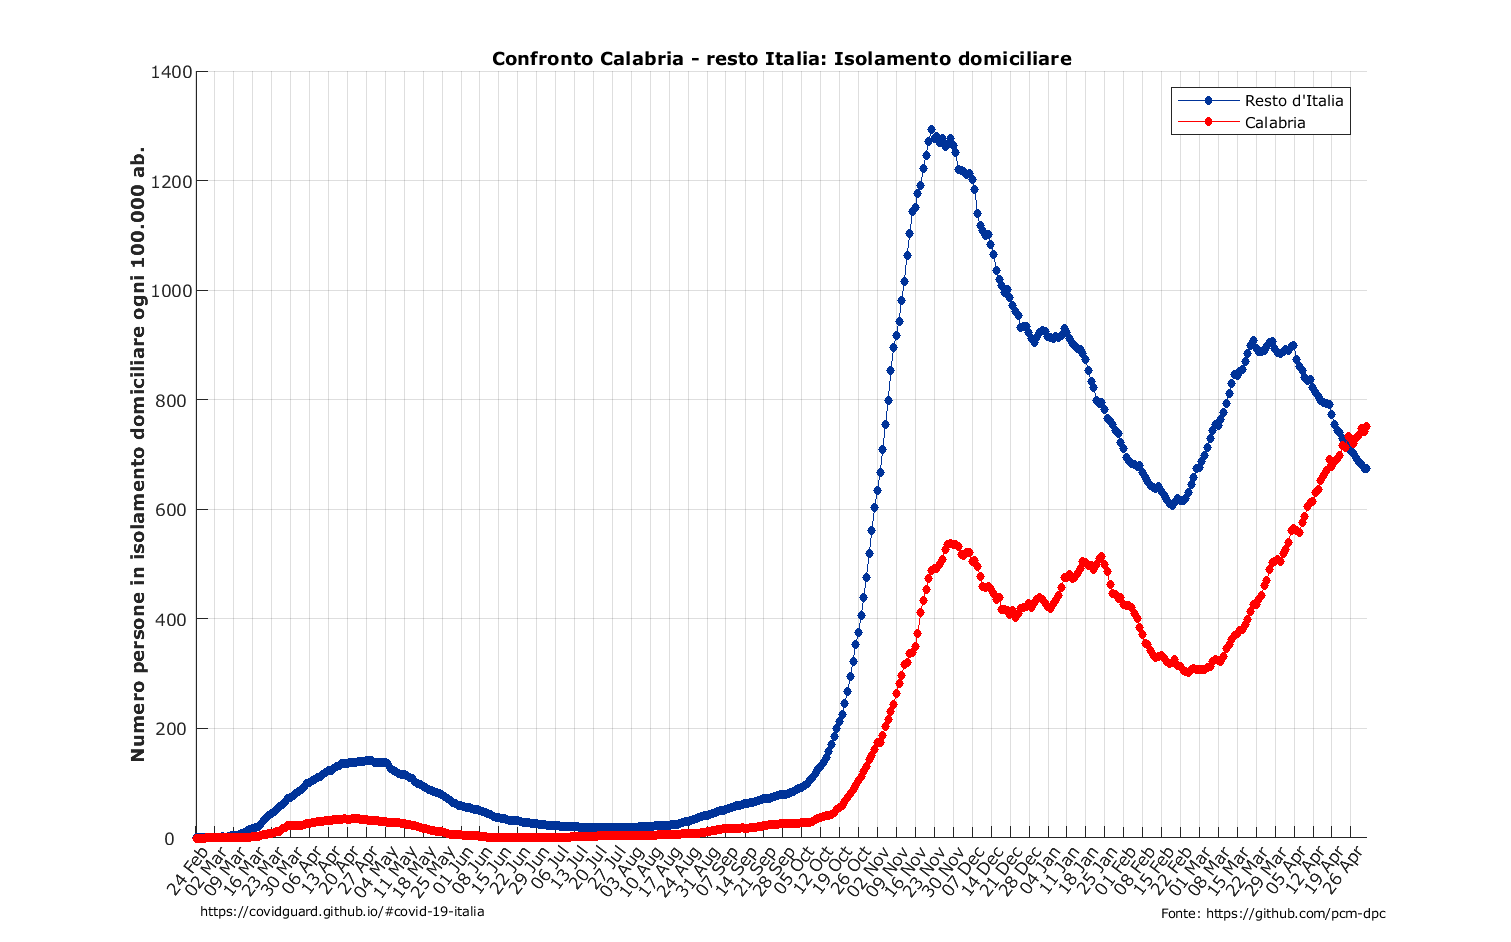 Confronto Calabria - resto Italia: Isolamento domiciliare
Resto d'Italia
Calabria
Numero persone in isolamento domiciliare ogni 100.000 ab.
1400
1200
1000
800
600
400
200
0
24 Feb
02 Mar
09 Mar
16 Mar
23 Mar
30 Mar
06 Apr
13 Apr
20 Apr
27 Apr
04 May
11 May
18 May
25 May
01 Jun
08 Jun
15 Jun
22 Jun
29 Jun
06 Jul
13 Jul
20 Jul
27 Jul
03 Aug
10 Aug
17 Aug
24 Aug
31 Aug
07 Sep
14 Sep
21 Sep
28 Sep
05 Oct
12 Oct
19 Oct
26 Oct
02 Nov
09 Nov
16 Nov
23 Nov
30 Nov
07 Dec
14 Dec
21 Dec
28 Dec
04 Jan
11 Jan
18 Jan
25 Jan
01 Feb
08 Feb
15 Feb
22 Feb
01 Mar
08 Mar
15 Mar
22 Mar
29 Mar
05 Apr
12 Apr
19 Apr
26 Apr
https://covidguard.github.io/#covid-19-italia
Fonte: https://github.com/pcm-dpc